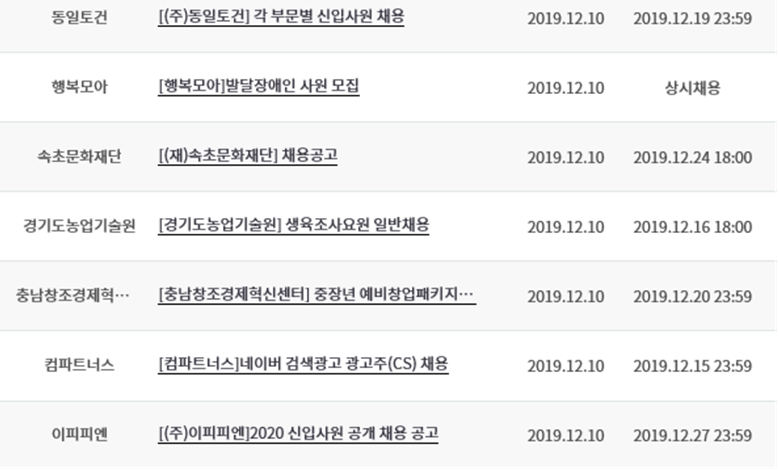 동일토건 [(주)동일토건] 각 부문별 신입사원 채용 2019.12.10 2019.12.19 23:59
행복모아 [행복모아]발달장애인 사원 모집 2019.12.10 상시채용
속초문화재단 [(재)속초문화재단] 채용공고 2019.12.10 2019.12.24 18:00
경기도농업기술원 [경기도농업기술원] 생육조사요원 일반채용 2019.12.10 2019.12.16 18:00
충남창조경제혁··· [충남창조경제혁신센터] 중장년 예비창업패키지··· 2019.12.10 2019.12.20 23:59
컴파트너스 [컴파트너스]네이버 검색광고 광고주(CS) 채용 2019.12.10 2019.12.15 23:59
이피피엔 [(주)이피피엔]2020 신입사원 공개 채용 공고 2019.12.10 2019.12.27 23:59